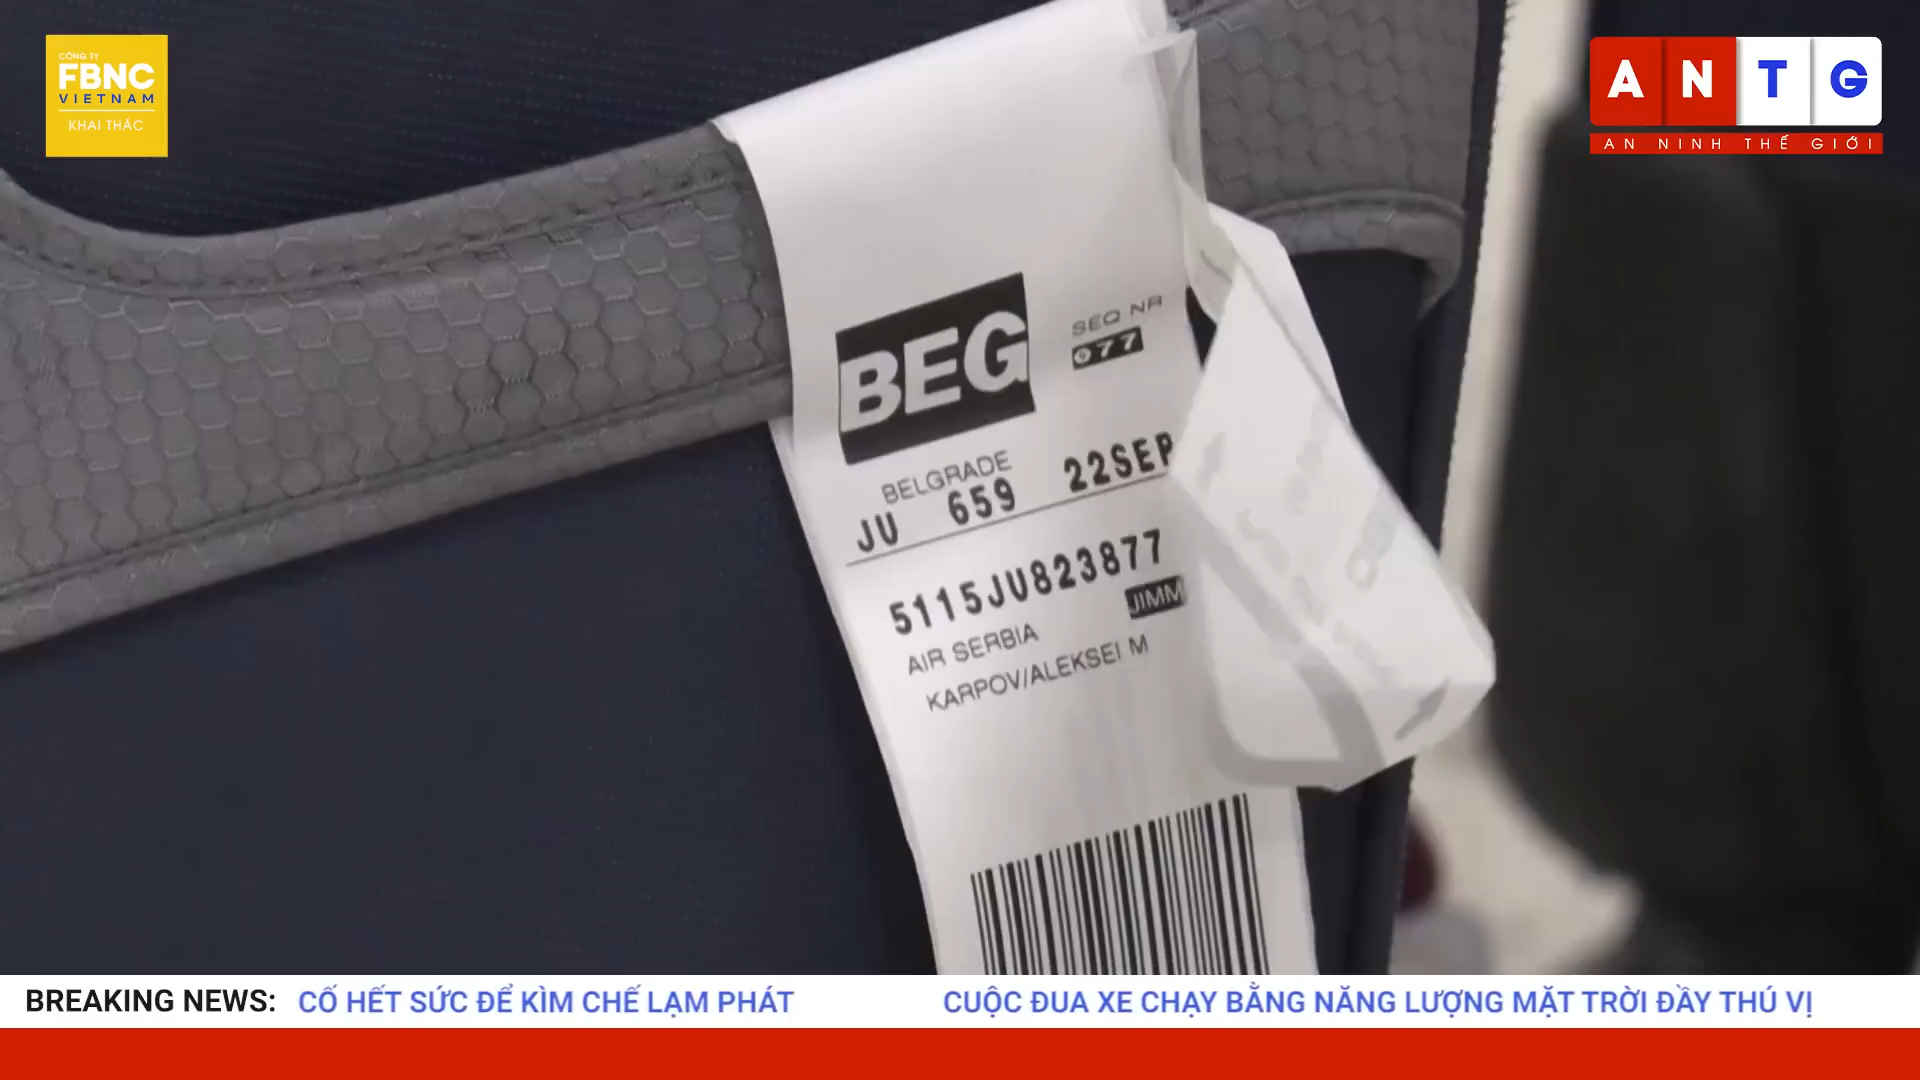 CÔNG TY
FBNC
VIETNAM
KHAI THÁC
ANTG
AN NINH THẾ GIỚI
BEG
SEQ NR
077
BELGRADE
JU 659 22SEP
5115JU823877
JIMM
AIR SERBIA
KARPOV/ALEKSEI M
BREAKING NEWS: CỐ HẾT SỨC ĐỂ KÌM CHẾ LẠM PHÁT CUỘC ĐUA XE CHẠY BẰNG NĂNG LƯỢNG MẶT TRỜI ĐẦY THÚ VỊ